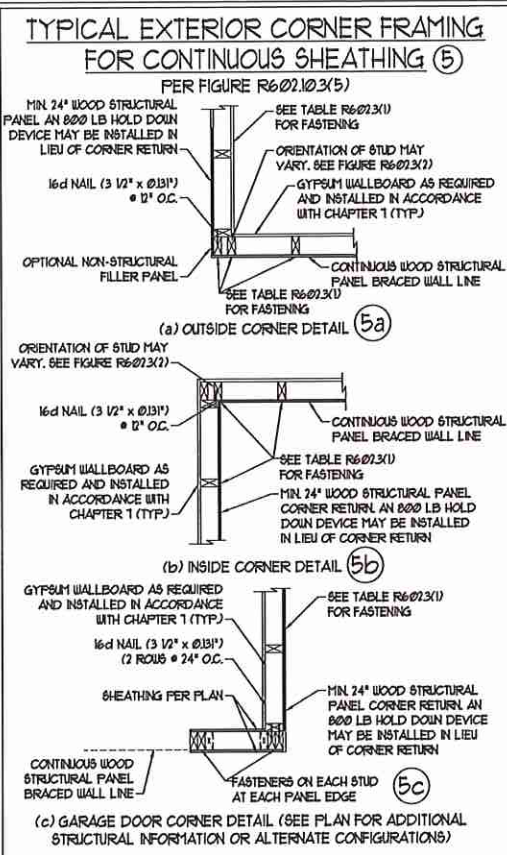 TYPICAL EXTERIOR CORNER FRAMING
FOR CONTINUOUS SHEATHING 5
PER FIGURE R602.10.3(5)
MIN. 24" WOOD STRUCTURAL
PANEL AN 800 LB HOLD DOWN
DEVICE MAY BE INSTALLED IN
LIEU OF CORNER RETURN
SEE TABLE R602.3(1)
FOR FASTENING
ORIENTATION OF STUD MAY
VARY. SEE FIGURE R602.3(2)
16d NAIL (3 1/2" x 0.131")
@ 12" O.C.
GYPSUM WALLBOARD AS REQUIRED
AND INSTALLED IN ACCORDANCE
WITH CHAPTER 7 (TYP.)
OPTIONAL NON-STRUCTURAL
FILLER PANEL
CONTINUOUS WOOD STRUCTURAL
PANEL BRACED WALL LINE
SEE TABLE R602.3(1)
FOR FASTENING
(a) OUTSIDE CORNER DETAIL 5a
ORIENTATION OF STUD MAY
VARY. SEE FIGURE R602.3(2)
16d NAIL (3 1/2" x 0.131")
@ 12" O.C.
CONTINUOUS WOOD STRUCTURAL
PANEL BRACED WALL LINE
GYPSUM WALLBOARD AS
REQUIRED AND INSTALLED
IN ACCORDANCE WITH
CHAPTER 7 (TYP.)
SEE TABLE R602.3(1)
FOR FASTENING
MIN. 24" WOOD STRUCTURAL PANEL
CORNER RETURN. AN 800 LB HOLD
DOWN DEVICE MAY BE INSTALLED
IN LIEU OF CORNER RETURN
(b) INSIDE CORNER DETAIL 5b
GYPSUM WALLBOARD AS REQUIRED
AND INSTALLED IN ACCORDANCE
WITH CHAPTER 7 (TYP.)
SEE TABLE R602.3(1)
FOR FASTENING
16d NAIL (3 1/2" x 0.131")
(2 ROWS @ 24" O.C.
SHEATHING PER PLAN
MIN. 24" WOOD STRUCTURAL
PANEL CORNER RETURN. AN
800 LB HOLD DOWN DEVICE
MAY BE INSTALLED IN LIEU
OF CORNER RETURN
CONTINUOUS WOOD
STRUCTURAL PANEL
BRACED WALL LINE
FASTENERS ON EACH STUD
AT EACH PANEL EDGE
5c
(c) GARAGE DOOR CORNER DETAIL (SEE PLAN FOR ADDITIONAL
STRUCTURAL INFORMATION OR ALTERNATE CONFIGURATIONS)